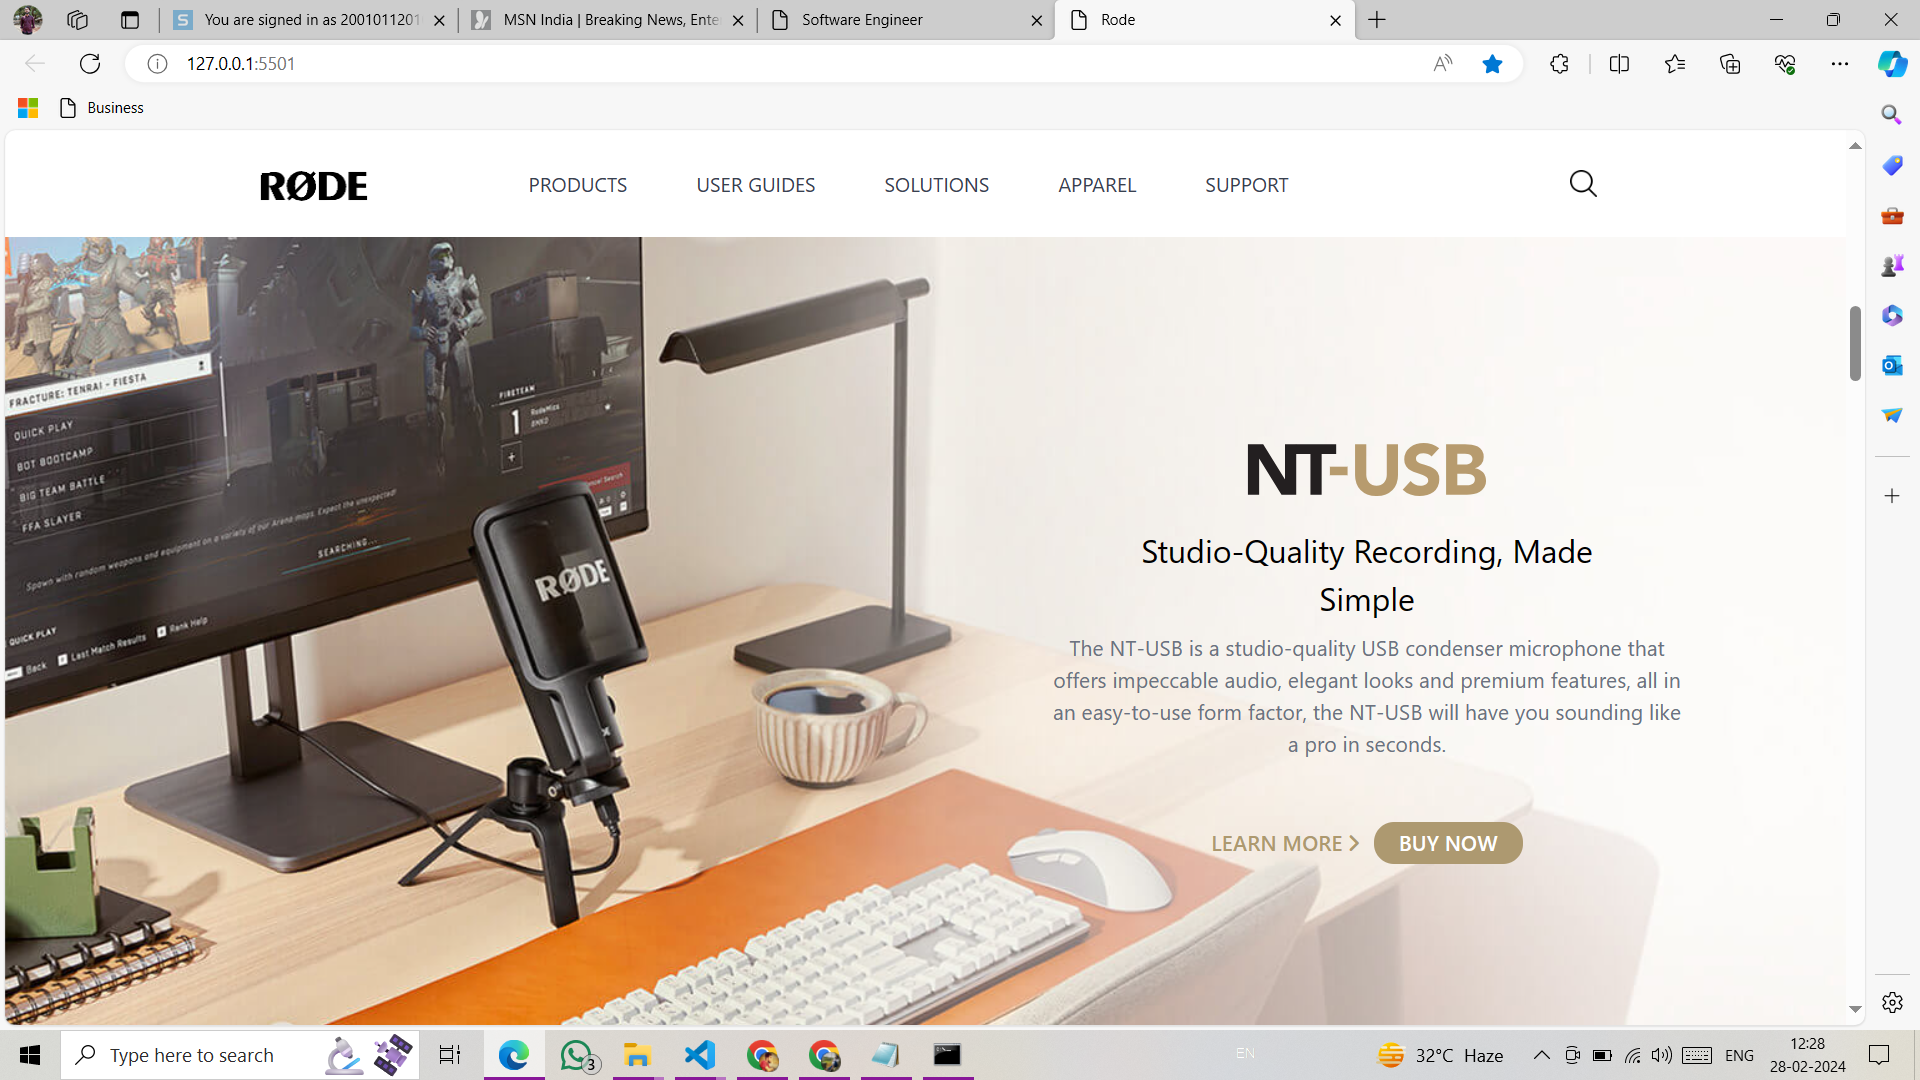 You are signed in as 2001011201
MSN India | Breaking News, Ente
Software Engineer
Rode
127.0.0.1:5501
Business
RØDE
PRODUCTS
USER GUIDES
SOLUTIONS
APPAREL
SUPPORT
FRACTURE: TENRAI - FIESTA
QUICK PLAY
BOT BOOTCAMP
BIG TEAM BATTLE
FFA SLAYER
Spawn with random weapons and equipment on a variety of our Arena maps. Expect the unexpected!
SEARCHING...
FIRETEAM
1
RodeMics
Cancel Search
QUICK PLAY
Back
Last Match Results
Rank Help
RØDE
NT-USB
Studio-Quality Recording, Made
Simple
The NT-USB is a studio-quality USB condenser microphone that
offers impeccable audio, elegant looks and premium features, all in
an easy-to-use form factor, the NT-USB will have you sounding like
a pro in seconds.
LEARN MORE
BUY NOW
Type here to search
3
EN
32°C Haze
ENG
12:28
28-02-2024